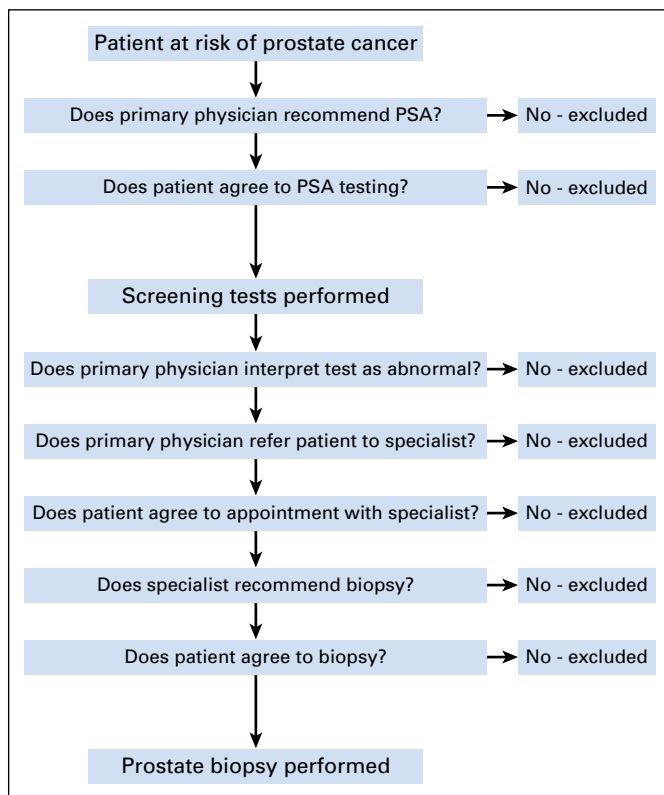 Patient at risk of prostate cancer
Does primary physician recommend PSA?
No - excluded
Does patient agree to PSA testing?
No - excluded
Screening tests performed
Does primary physician interpret test as abnormal?
No - excluded
Does primary physician refer patient to specialist?
No - excluded
Does patient agree to appointment with specialist?
No - excluded
Does specialist recommend biopsy?
No - excluded
Does patient agree to biopsy?
No - excluded
Prostate biopsy performed